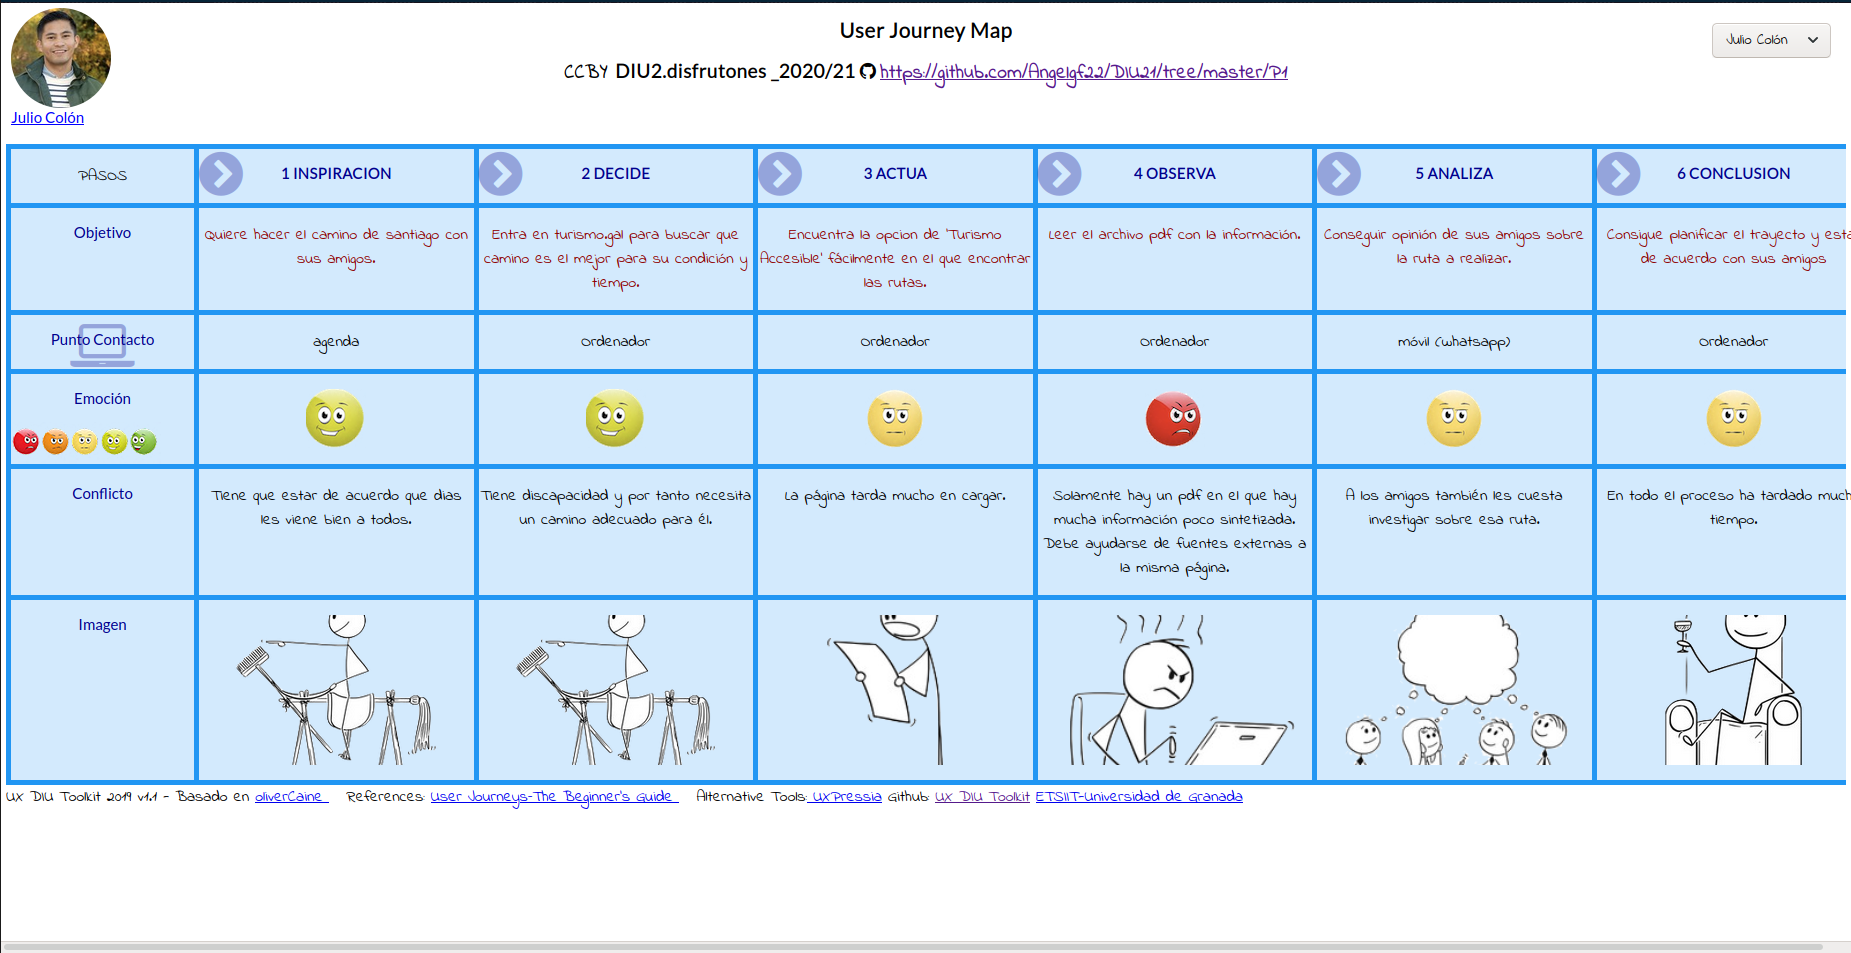 User Journey Map
Julio Colón
CCBY DIU2.disfrutones _2020/21 https://github.com/Angelgf22/DIU21/tree/master/P1
Julio Colón
PASOS
1 INSPIRACION
2 DECIDE
3 ACTUA
4 OBSERVA
5 ANALIZA
6 CONCLUSION
Objetivo
Quiere hacer el camino de santiago con
sus amigos.
Entra en turismo.gal para buscar que
camino es el mejor para su condición y
tiempo.
Encuentra la opcion de 'Turismo
Accesible' fácilmente en el que encontrar
las rutas.
Leer el archivo pdf con la información.
Conseguir opinión de sus amigos sobre
la ruta a realizar.
Consigue planificar el trayecto y esta
de acuerdo con sus amigos
Punto Contacto
agenda
Ordenador
Ordenador
Ordenador
móvil (whatsapp)
Ordenador
Emoción
Conflicto
Tiene que estar de acuerdo que dias
les viene bien a todos.
Tiene discapacidad y por tanto necesita
un camino adecuado para él.
La página tarda mucho en cargar.
Solamente hay un pdf en el que hay
mucha información poco sintetizada.
Debe ayudarse de fuentes externas a
la misma página.
A los amigos también les cuesta
investigar sobre esa ruta.
En todo el proceso ha tardado much
tiempo.
Imagen
UX DIU Toolkit 2019 v1.1 - Basado en oliverCaine References: User Journeys-The Beginner's Guide Alternative Tools: UXPressia Github: UX DIU Toolkit ETSIIT-Universidad de Granada